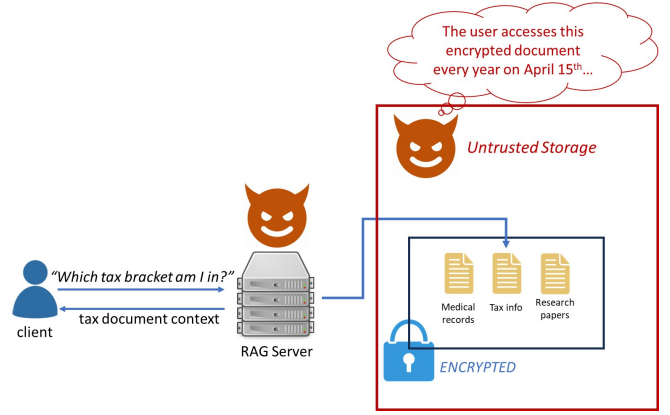 The user accesses this
encrypted document
every year on April 15th…
Untrusted Storage
"Which tax bracket am I in?"
client
tax document context
RAG Server
Medical
records
Tax info
Research
papers
ENCRYPTED